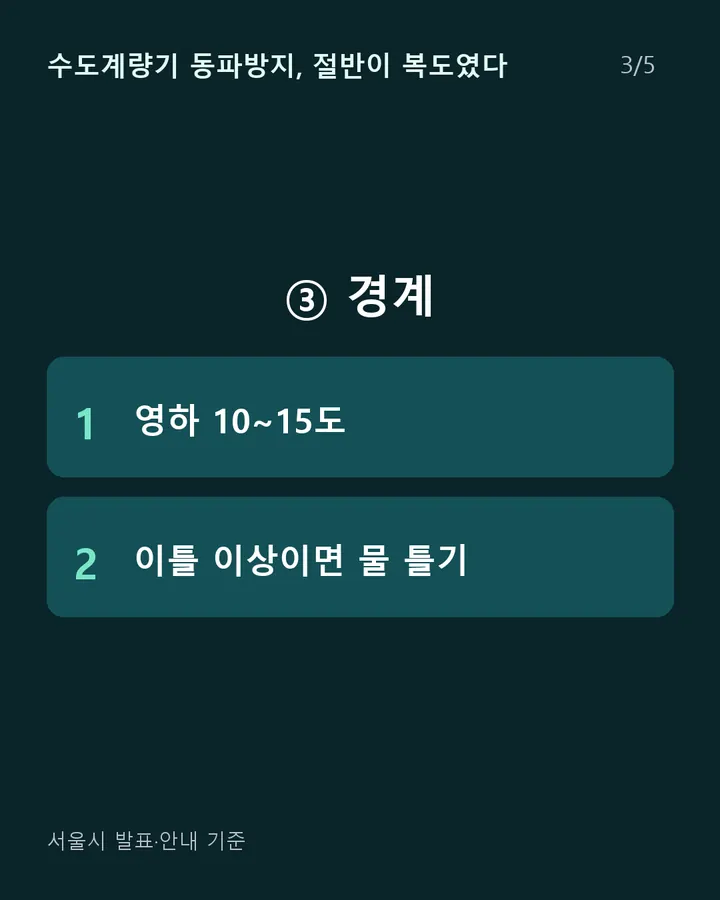 수도계량기 동파방지, 절반이 복도였다
3/5
③ 경계
1 영하 10~15도
2 이틀 이상이면 물 틀기
서울시 발표·안내 기준